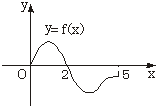 y
y=f(x)
O 2 5 x